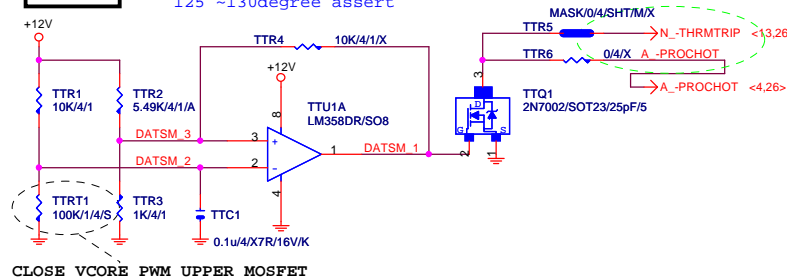 125 ~130degree assert
+12V
TTR1
10K/4/1
TTR2
5.49K/4/1/A
TTR4
10K/4/1/X
+12V
8
TTU1A
LM358DR/SO8
DATSM_3
3
+
DATSM_2
2
-
1
DATSM_1
4
TTRT1
100K/1/4/S
TTR3
1K/4/1
TTC1
0.1u/4/X7R/16V/K
CLOSE VCORE PWM UPPER MOSFET
TTR5
MASK/0/4/SHT/M/X
N_-THRMTRIP <13,26
TTR6
0/4/X
A_-PROCHOT
A_-PROCHOT <4,26>
3
TTQ1
2N7002/SOT23/25pF/5
D
G
S
2
1